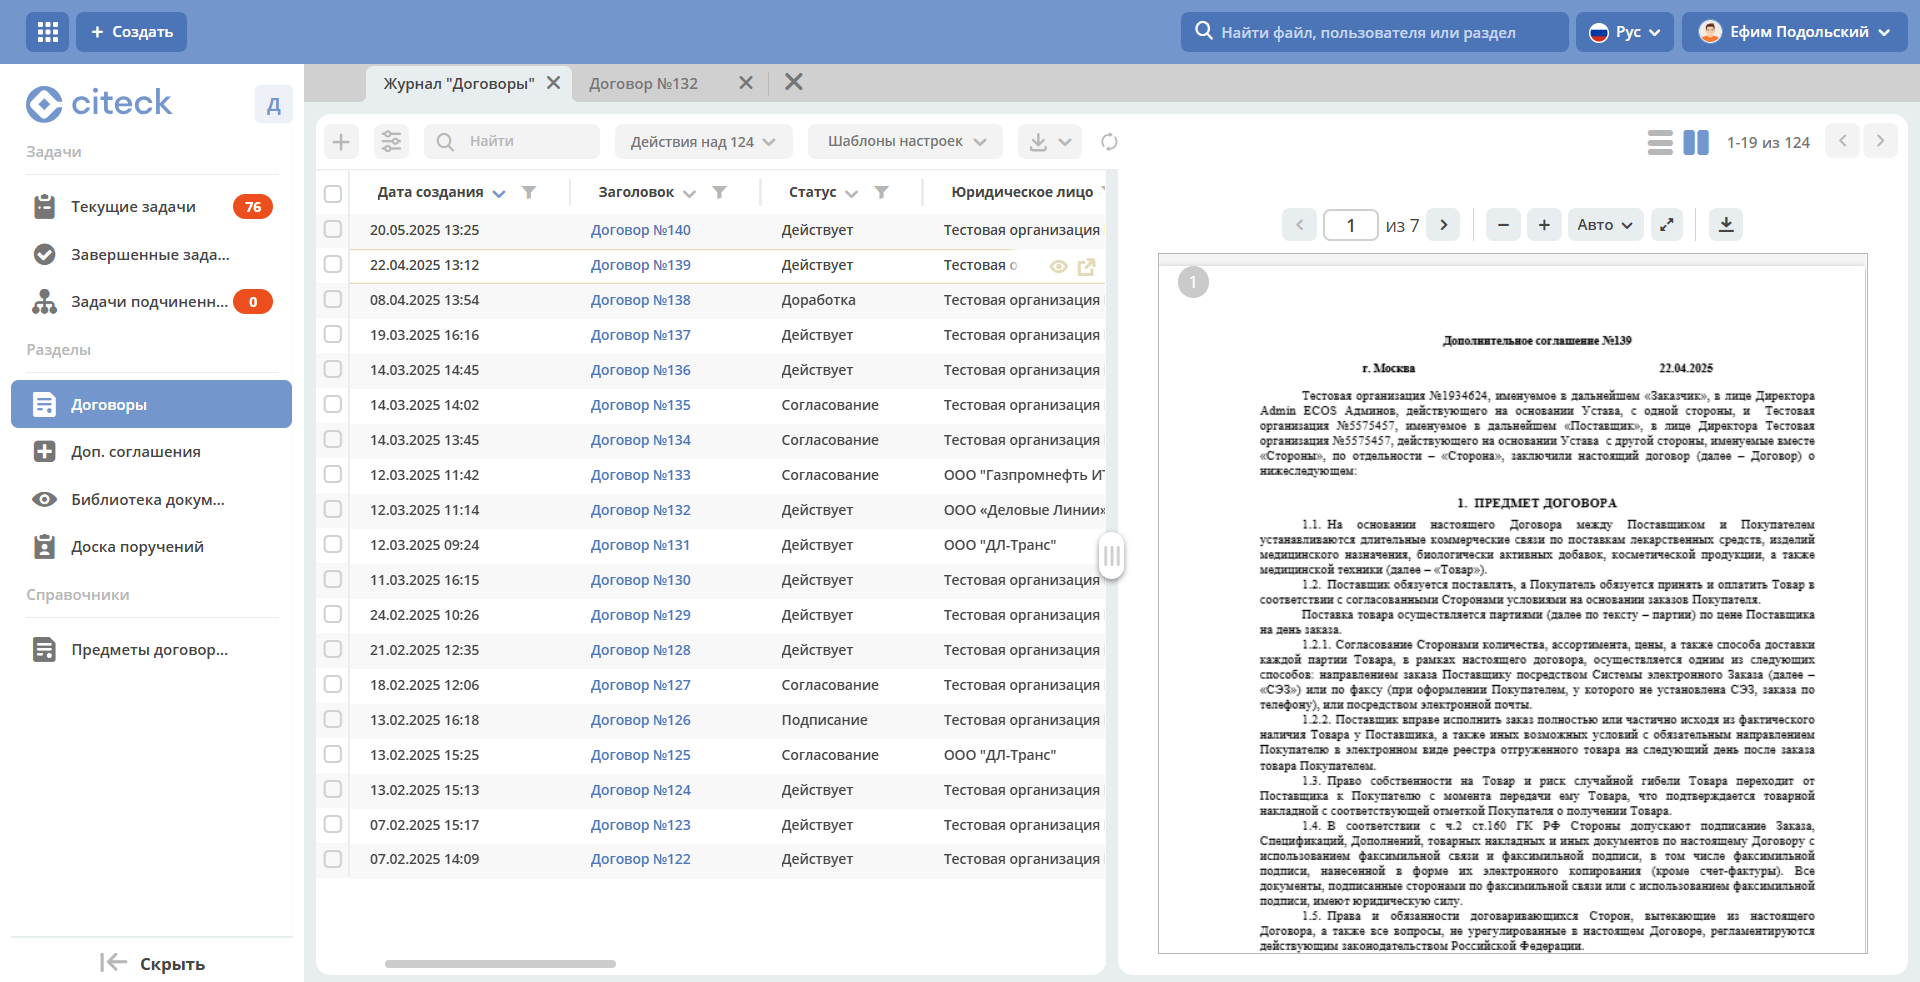 Создать
Найти файл, пользователя или раздел
Рус
Ефим Подольский
citeck
Д
Журнал "Договоры"
Договор №132
Задачи
Текущие задачи 76
Завершенные зада...
Задачи подчиненн... 0
Разделы
Договоры
Доп. соглашения
Библиотека докум...
Доска поручений
Справочники
Предметы договор...
Скрыть
Найти
Действия над 124
Шаблоны настроек
1-19 из 124
Дата создания Заголовок Статус Юридическое лицо
20.05.2025 13:25 Договор №140 Действует Тестовая организация
22.04.2025 13:12 Договор №139 Действует Тестовая о
08.04.2025 13:54 Договор №138 Доработка Тестовая организация
19.03.2025 16:16 Договор №137 Действует Тестовая организация
14.03.2025 14:45 Договор №136 Действует Тестовая организация
14.03.2025 14:02 Договор №135 Согласование Тестовая организация
14.03.2025 13:45 Договор №134 Согласование Тестовая организация
12.03.2025 11:42 Договор №133 Согласование ООО "Газпромнефть ИТ
12.03.2025 11:14 Договор №132 Действует ООО «Деловые Линии»
12.03.2025 09:24 Договор №131 Действует ООО "ДЛ-Транс"
11.03.2025 16:15 Договор №130 Действует Тестовая организация
24.02.2025 10:26 Договор №129 Действует Тестовая организация
21.02.2025 12:35 Договор №128 Действует Тестовая организация
18.02.2025 12:06 Договор №127 Согласование Тестовая организация
13.02.2025 16:18 Договор №126 Подписание Тестовая организация
13.02.2025 15:25 Договор №125 Согласование ООО "ДЛ-Транс"
13.02.2025 15:13 Договор №124 Действует Тестовая организация
07.02.2025 15:17 Договор №123 Действует Тестовая организация
07.02.2025 14:09 Договор №122 Действует Тестовая организация
1 из 7
Авто
1
Дополнительное соглашение №139
г. Москва 22.04.2025
Тестовая организация №1934624, именуемое в дальнейшем «Заказчик», в лице Директора
Admin ECOS Админов, действующего на основании Устава, с одной стороны, и Тестовая
организация №5575457, именуемое в дальнейшем «Поставщик», в лице Директора Тестовая
организация №5575457, действующего на основании Устава с другой стороны, именуемые вместе
«Стороны», по отдельности – «Сторона», заключили настоящий договор (далее – Договор) о
нижеследующем:
1. ПРЕДМЕТ ДОГОВОРА
1.1. На основании настоящего Договора между Поставщиком и Покупателем
устанавливаются длительные коммерческие связи по поставкам лекарственных средств, изделий
медицинского назначения, биологически активных добавок, косметической продукции, а также
медицинской техники (далее – «Товар»).
1.2. Поставщик обязуется поставлять, а Покупатель обязуется принять и оплатить Товар в
соответствии с согласованными Сторонами условиями на основании заказов Покупателя.
Поставка товара осуществляется партиями (далее по тексту – партии) по цене Поставщика
на день заказа.
1.2.1. Согласование Сторонами количества, ассортимента, цены, а также способа доставки
каждой партии Товара, в рамках настоящего договора, осуществляется одним из следующих
способов: направлением заказа Поставщику посредством Системы электронного Заказа (далее –
«СЭЗ») или по факсу (при оформлении Покупателем, у которого не установлена СЭЗ, заказа по
телефону), или посредством электронной почты.
1.2.2. Поставщик вправе исполнить заказ полностью или частично исходя из фактического
наличия Товара у Поставщика, а также иных возможных условий с обязательным направлением
Покупателю в электронном виде реестра отгруженного товара на следующий день после заказа
товара Покупателем.
1.3. Право собственности на Товар и риск случайной гибели Товара переходит от
Поставщика к Покупателю с момента передачи ему Товара, что подтверждается товарной
накладной с соответствующей отметкой Покупателя о получении Товара.
1.4. В соответствии с ч.2 ст.160 ГК РФ Стороны допускают подписание Заказа,
Спецификаций, Дополнений, товарных накладных и иных документов по настоящему Договору с
использованием факсимильной связи и факсимильной подписи, в том числе факсимильной
подписи, нанесенной в форме их электронного копирования (кроме счет-фактуры). Все
документы, подписанные сторонами по факсимильной связи или с использованием факсимильной
подписи, имеют юридическую силу.
1.5. Права и обязанности договаривающихся Сторон, вытекающие из настоящего
Договора, а также все вопросы, не урегулированные в настоящем Договоре, регламентируются
действующим законодательством Российской Федерации.